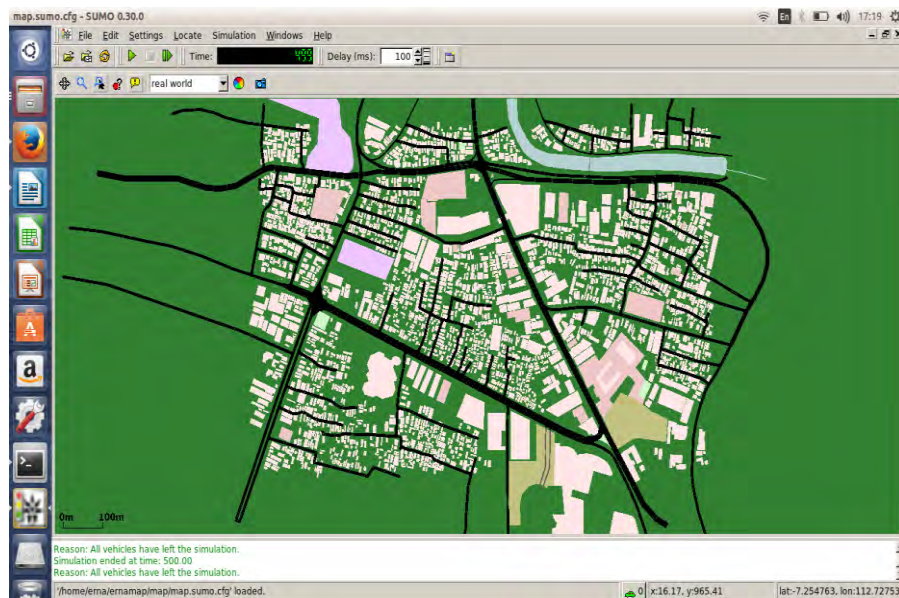 map.sumo.cfg - SUMO 0.30.0
En
17:19
File Edit Settings Locate Simulation Windows Help
Time:
Delay (ms): 100
real world
0m 100m
Reason: All vehicles have left the simulation.
Simulation ended at time: 500.00
Reason: All vehicles have left the simulation.
'/home/erna/ernamap/map/map.sumo.cfg' loaded.
0
x:16.17, y:965.41
lat:-7.254763, lon:112.72753